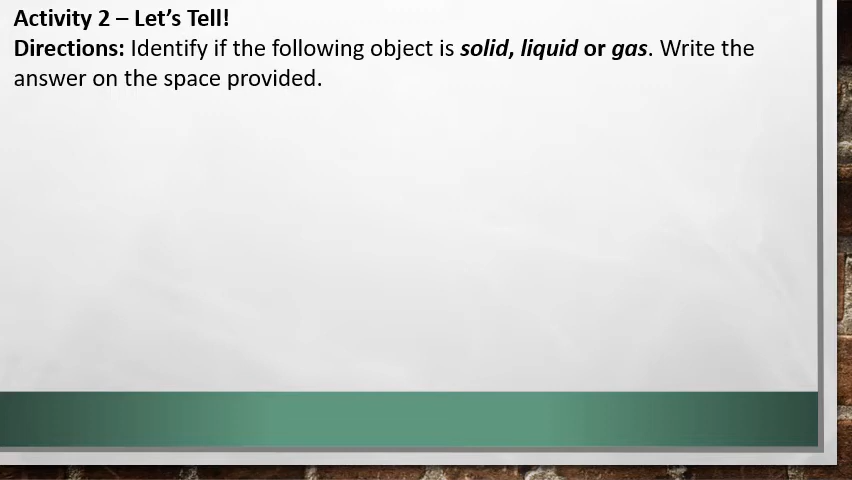 Activity 2 – Let's Tell!
Directions: Identify if the following object is solid, liquid or gas. Write the
answer on the space provided.